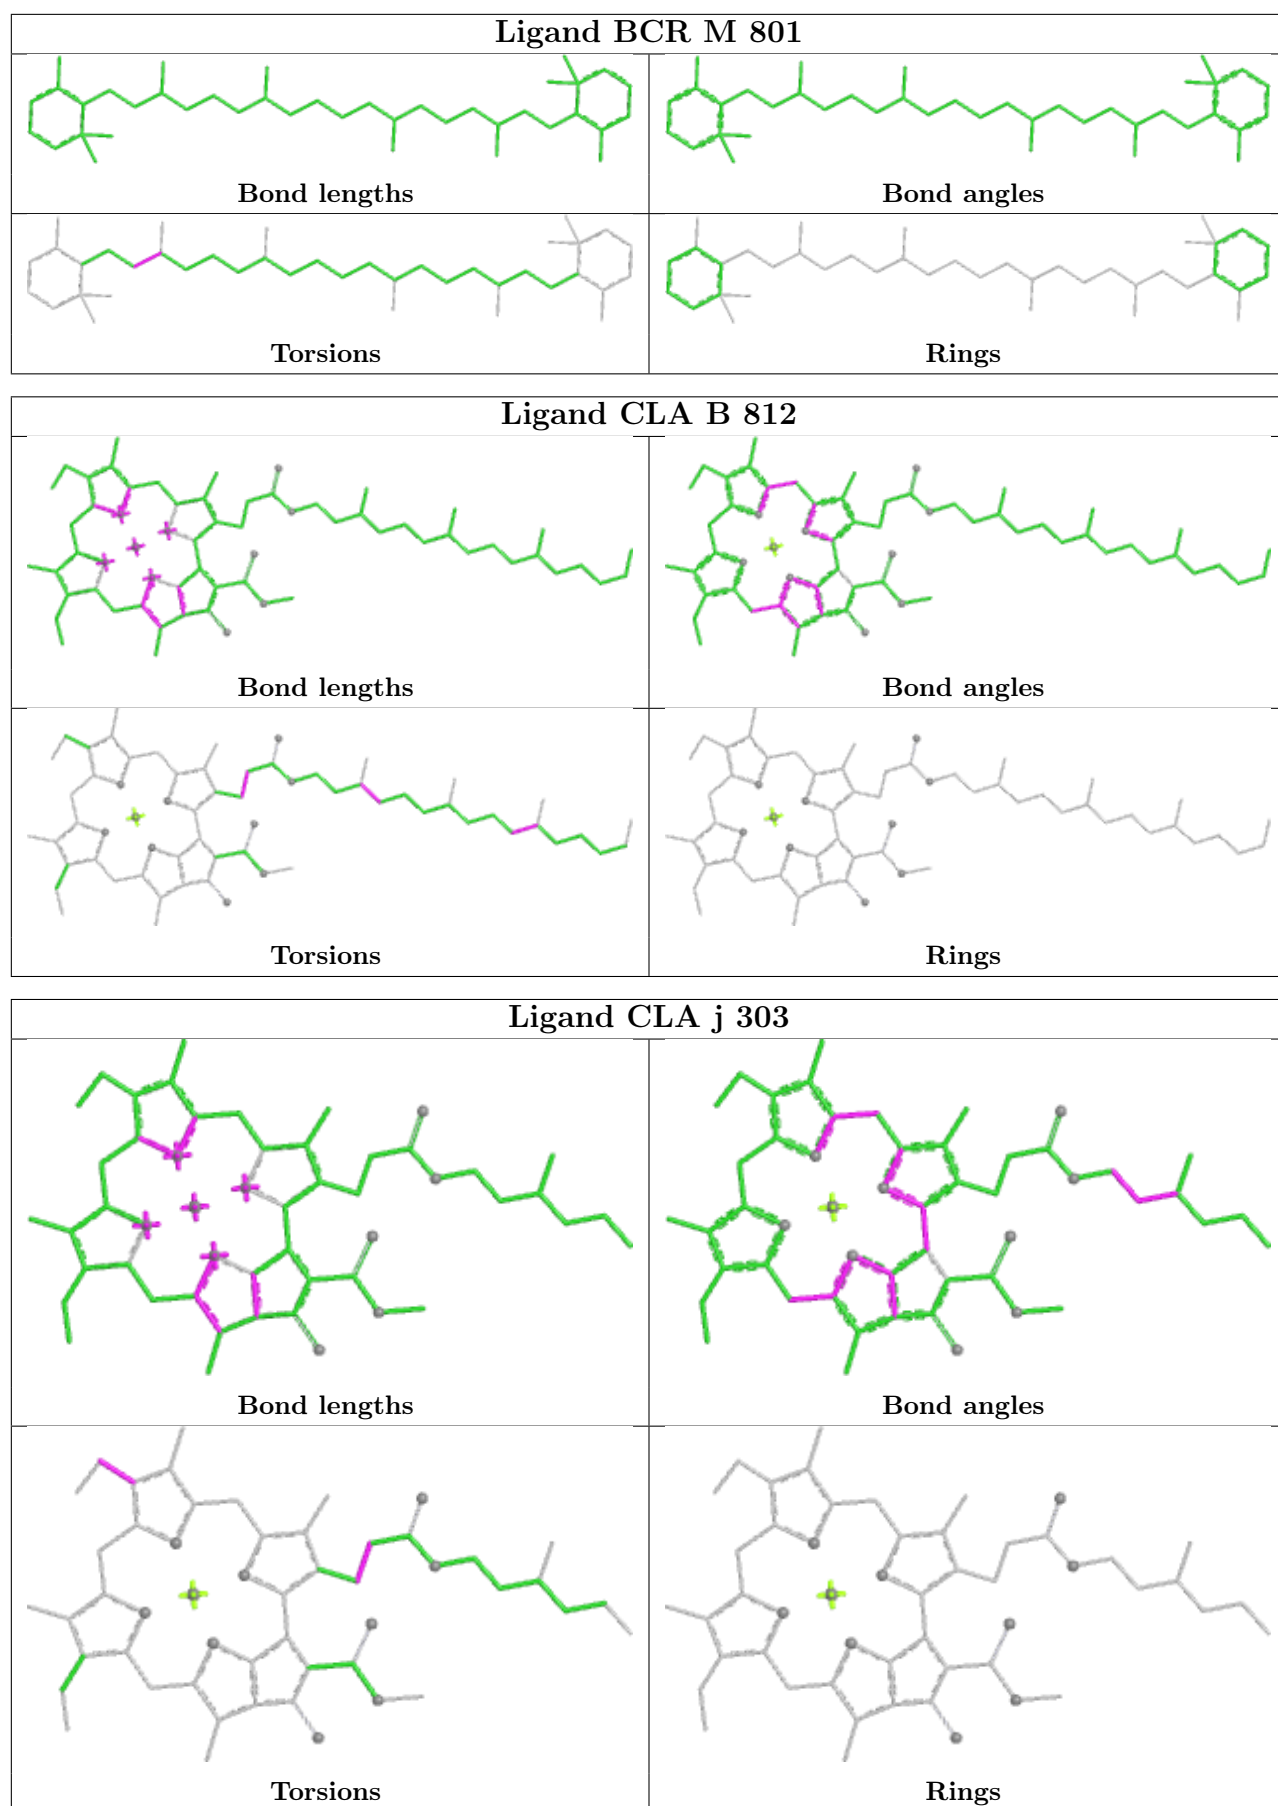 Ligand BCR M 801
Bond lengths
Bond angles
Torsions
Rings
Ligand CLA B 812
Bond lengths
Bond angles
Torsions
Rings
Ligand CLA j 303
Bond lengths
Bond angles
Torsions
Rings